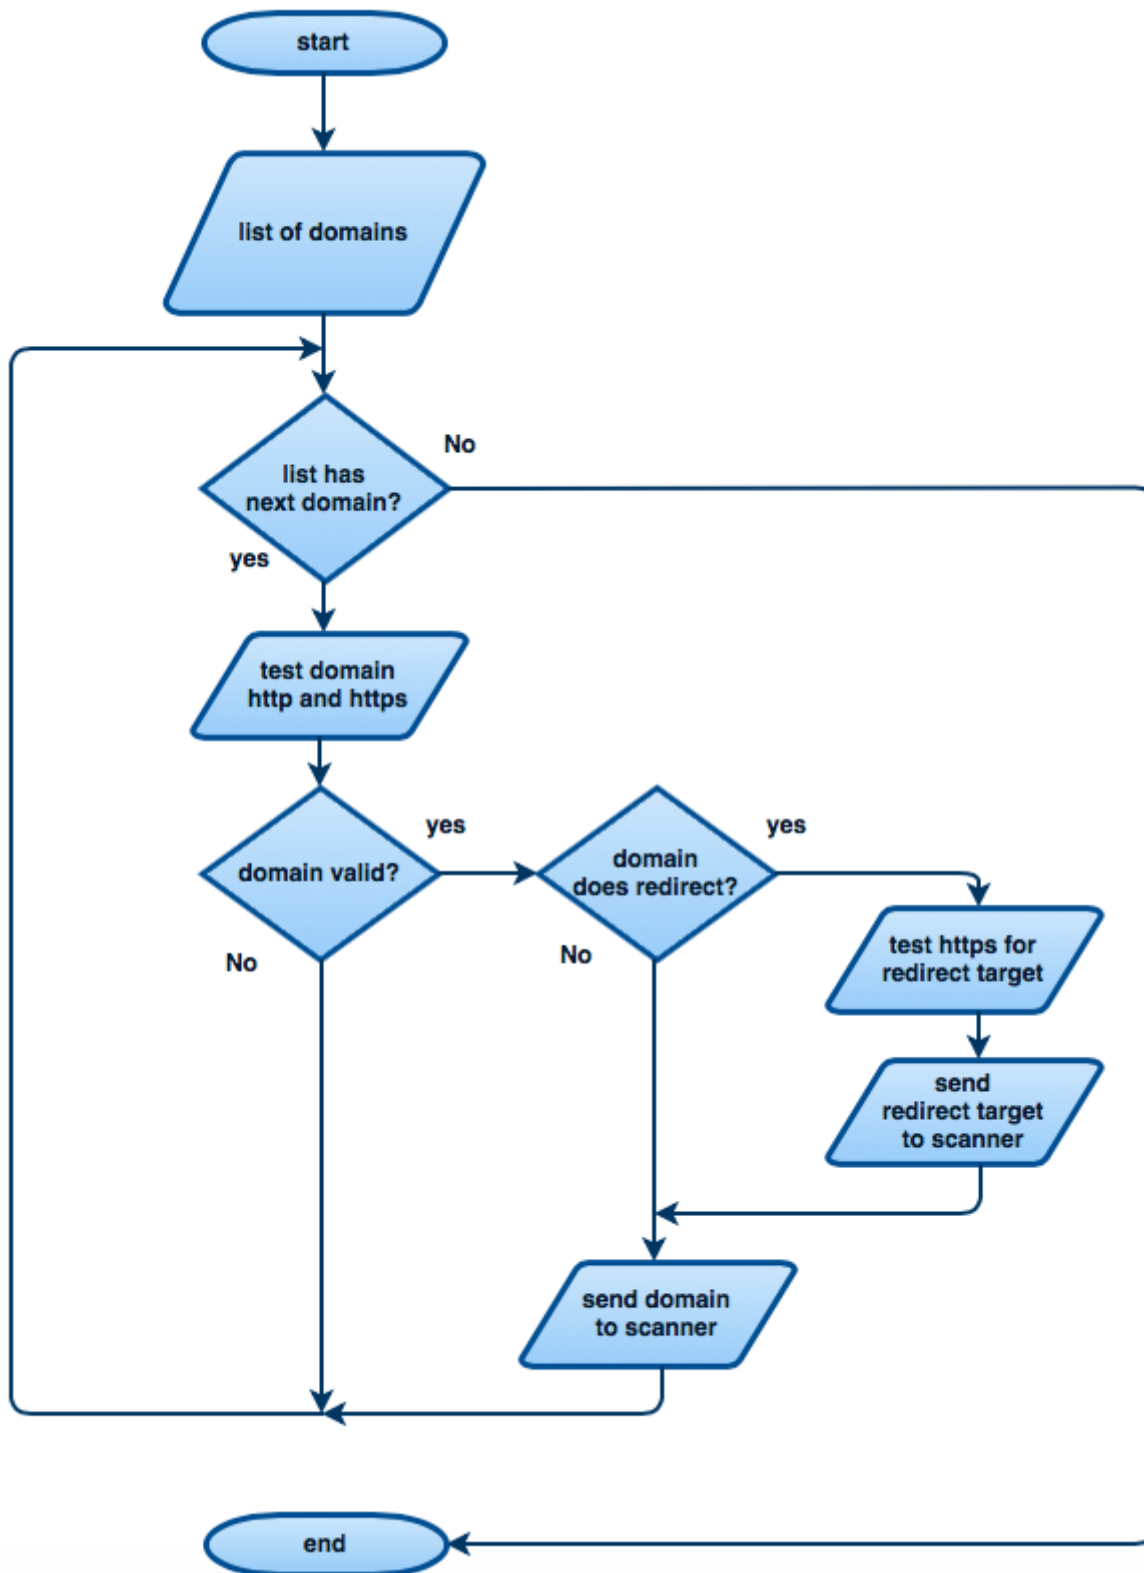 start
list of domains
No
list has
next domain?
yes
test domain
http and https
domain valid?
yes
No
domain
does redirect?
yes
No
test https for
redirect target
send
redirect target
to scanner
send domain
to scanner
end